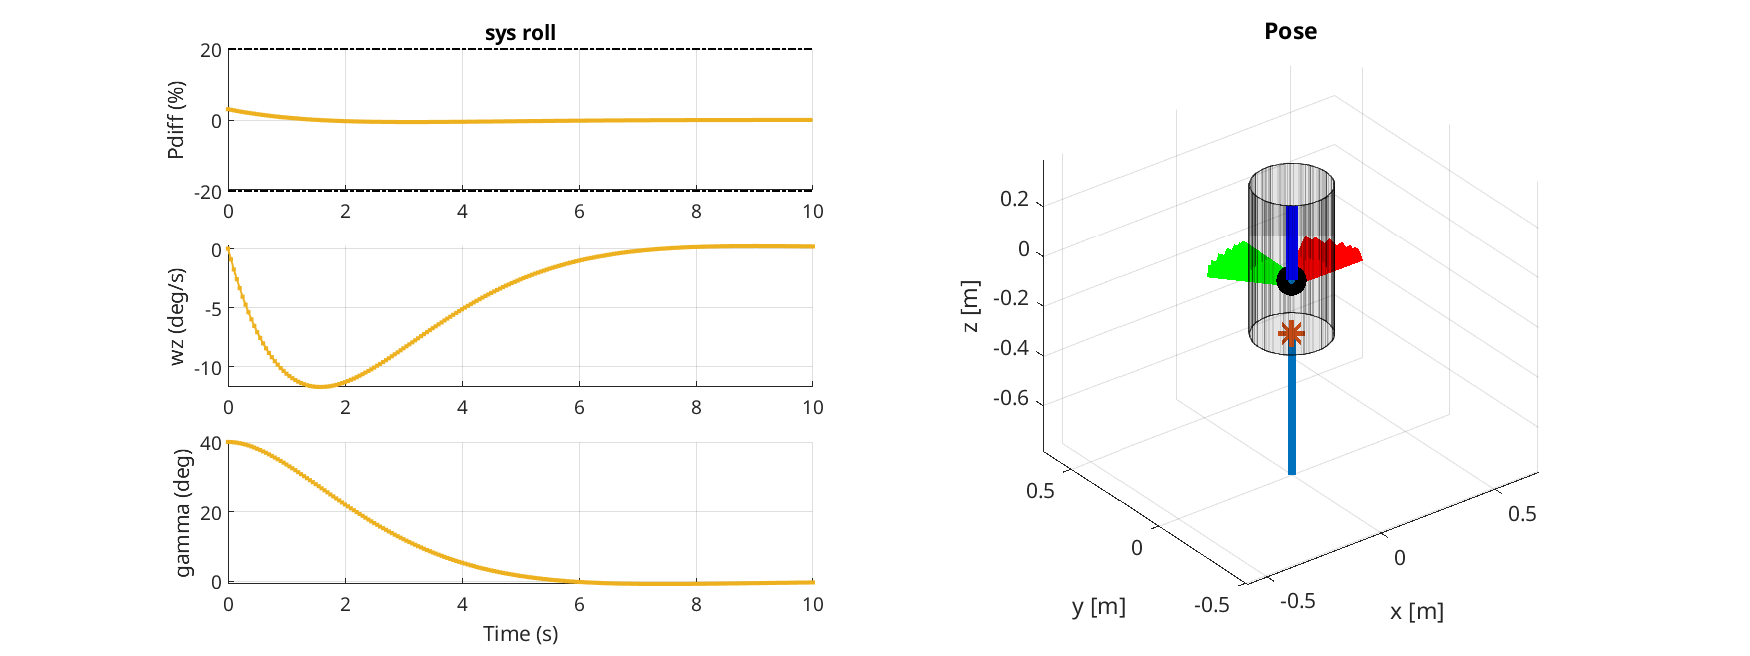 sys roll
Pdiff (%)
20
0
-20
0 2 4 6 8 10
wz (deg/s)
0
-5
-10
0 2 4 6 8 10
gamma (deg)
40
20
0
0 2 4 6 8 10
Time (s)
Pose
z [m]
0.2
0
-0.2
-0.4
-0.6
0.5
0
-0.5
y [m]
-0.5
0
0.5
x [m]